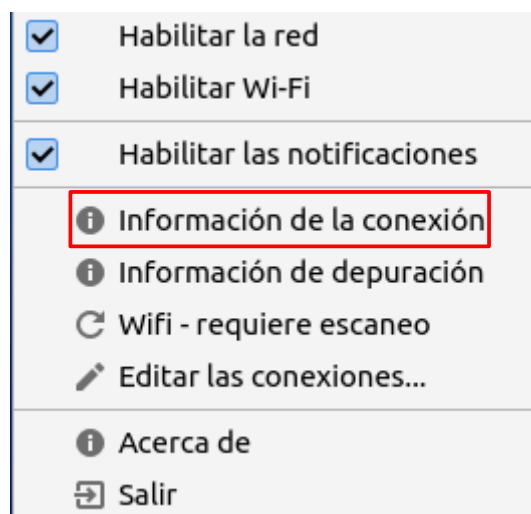 Habilitar la red
Habilitar Wi-Fi
Habilitar las notificaciones
Información de la conexión
Información de depuración
Wifi - requiere escaneo
Editar las conexiones...
Acerca de
Salir